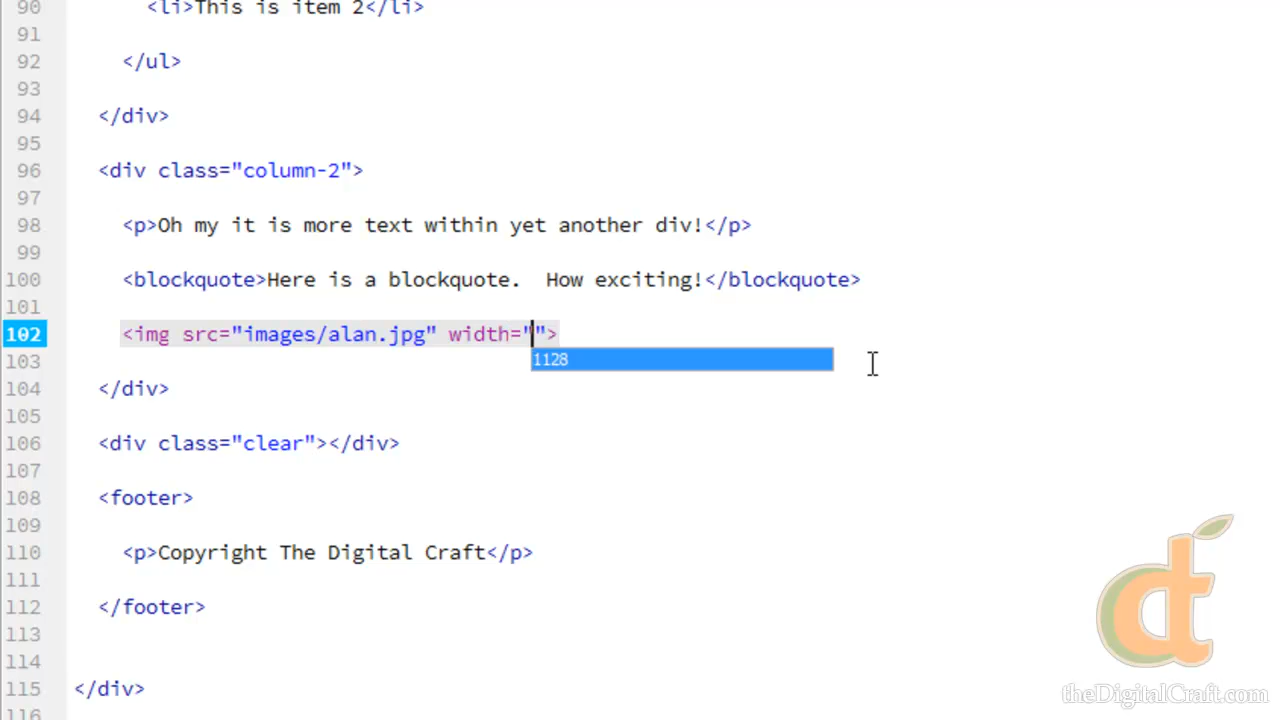 90 <li>This is item 2</li>
91
92 </ul>
93
94 </div>
95
96 <div class="column-2">
97
98 <p>Oh my it is more text within yet another div!</p>
99
100 <blockquote>Here is a blockquote.  How exciting!</blockquote>
101
102 <img src="images/alan.jpg" width="">
1128
103
104 </div>
105
106 <div class="clear"></div>
107
108 <footer>
109
110 <p>Copyright The Digital Craft</p>
111
112 </footer>
113
114
115 </div>
116
dt
theDigitalCraft.com